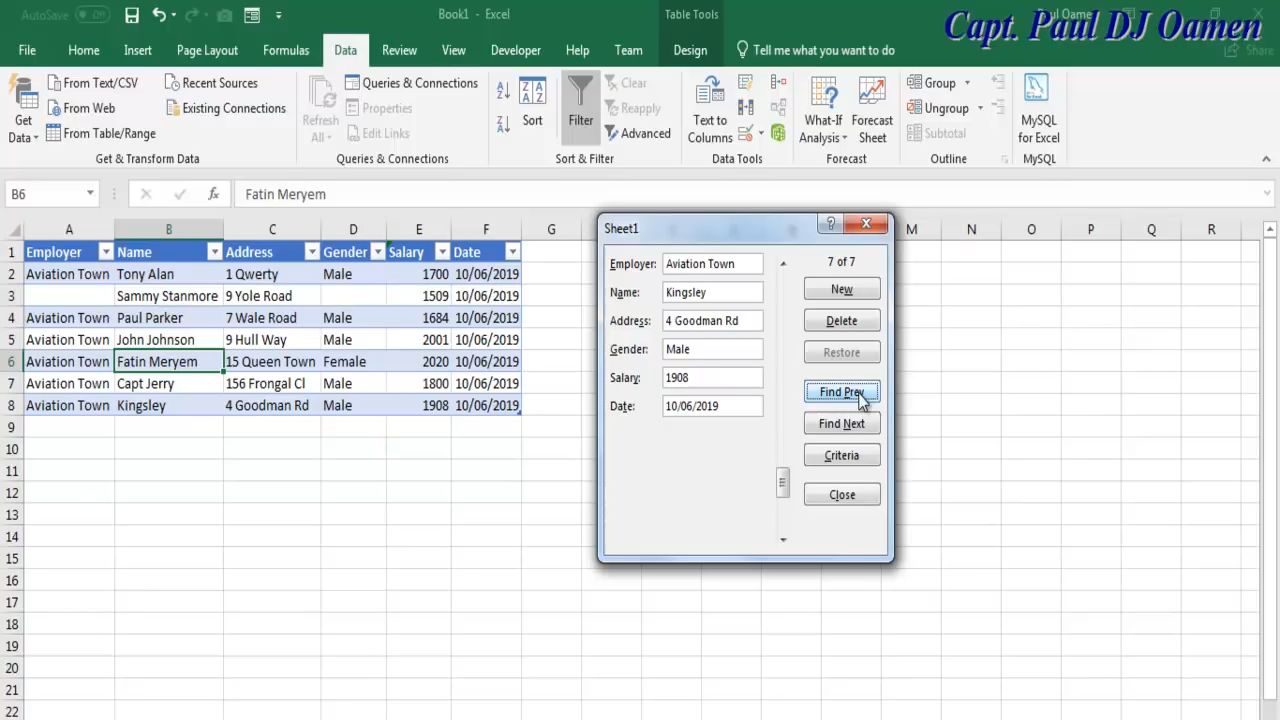 AutoSave Off
Book1 - Excel
Table Tools
Paul Oame
Capt. Paul DJ Oamen
File Home Insert Page Layout Formulas Data Review View Developer Help Team Design Tell me what you want to do Share
Get Data
From Text/CSV
From Web
From Table/Range
Recent Sources
Existing Connections
Get & Transform Data
Refresh All
Queries & Connections
Properties
Edit Links
Queries & Connections
Sort
Filter
Clear
Reapply
Advanced
Sort & Filter
Text to Columns
Data Tools
What-If Analysis
Forecast Sheet
Forecast
Group
Ungroup
Subtotal
Outline
MySQL for Excel
MySQL
B6 fx Fatin Meryem
A B C D E F G M N O P Q R
1 Employer Name Address Gender Salary Date
2 Aviation Town Tony Alan 1 Qwerty Male 1700 10/06/2019
3 Sammy Stanmore 9 Yole Road 1509 10/06/2019
4 Aviation Town Paul Parker 7 Wale Road Male 1684 10/06/2019
5 Aviation Town John Johnson 9 Hull Way Male 2001 10/06/2019
6 Aviation Town Fatin Meryem 15 Queen Town Female 2020 10/06/2019
7 Aviation Town Capt Jerry 156 Frongal Cl Male 1800 10/06/2019
8 Aviation Town Kingsley 4 Goodman Rd Male 1908 10/06/2019
9
10
11
12
13
14
15
16
17
18
19
20
21
22
Sheet1
Employer: Aviation Town
Name: Kingsley
Address: 4 Goodman Rd
Gender: Male
Salary: 1908
Date: 10/06/2019
7 of 7
New
Delete
Restore
Find Prev
Find Next
Criteria
Close